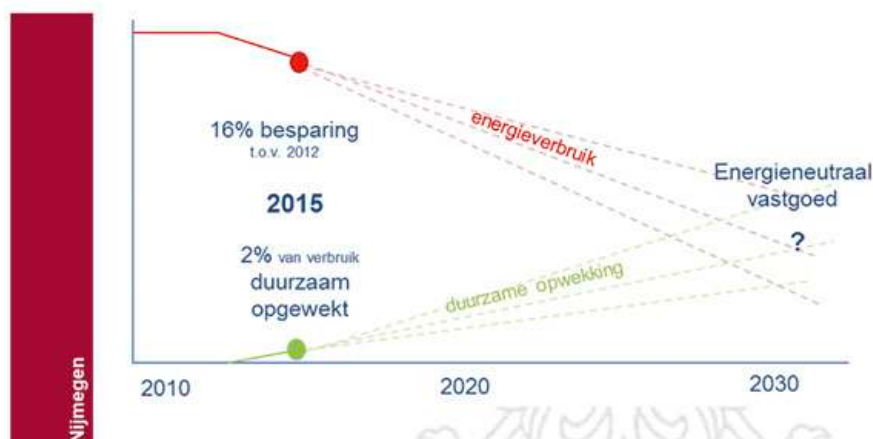 16% besparing
t.o.v. 2012
2015
2% van verbruik
duurzaam
opgewekt
energieverbruik
duurzame opwekking
Energieneutraal
vastgoed
?
2010
2020
2030
Nijmegen